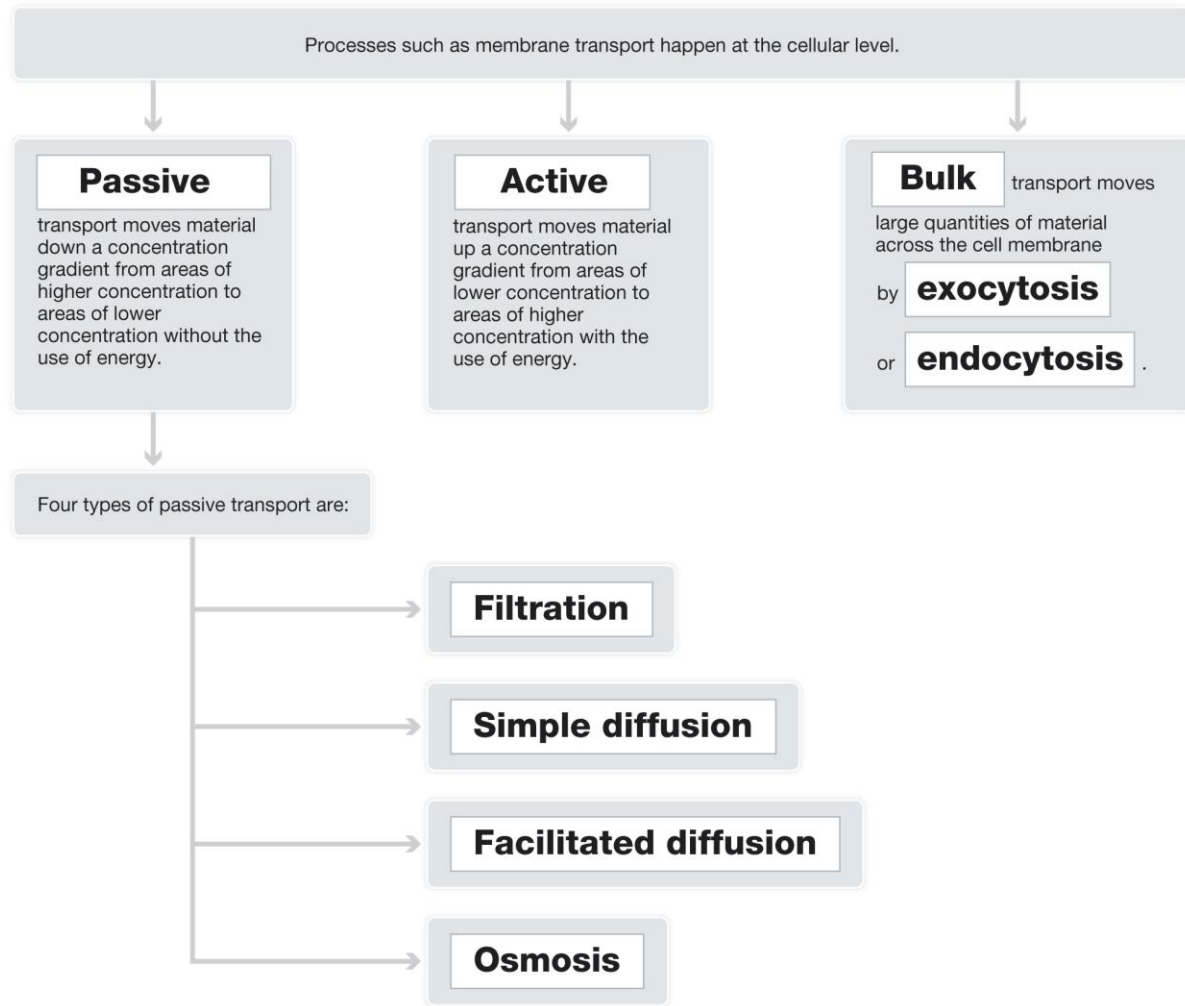 Processes such as membrane transport happen at the cellular level.
Passive
transport moves material
down a concentration
gradient from areas of
higher concentration to
areas of lower
concentration without the
use of energy.
Active
transport moves material
up a concentration
gradient from areas of
lower concentration to
areas of higher
concentration with the
use of energy.
Bulk transport moves
large quantities of material
across the cell membrane
by exocytosis
or endocytosis .
Four types of passive transport are:
Filtration
Simple diffusion
Facilitated diffusion
Osmosis